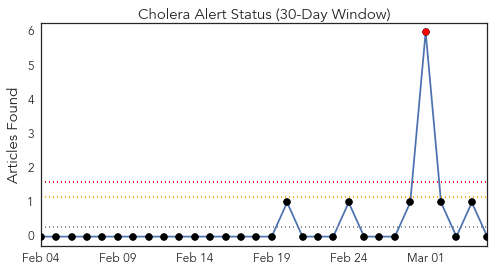 Cholera Alert Status (30-Day Window)
Articles Found
6
5
4
3
2
1
0
Feb 04 Feb 09 Feb 14 Feb 19 Feb 24 Mar 01